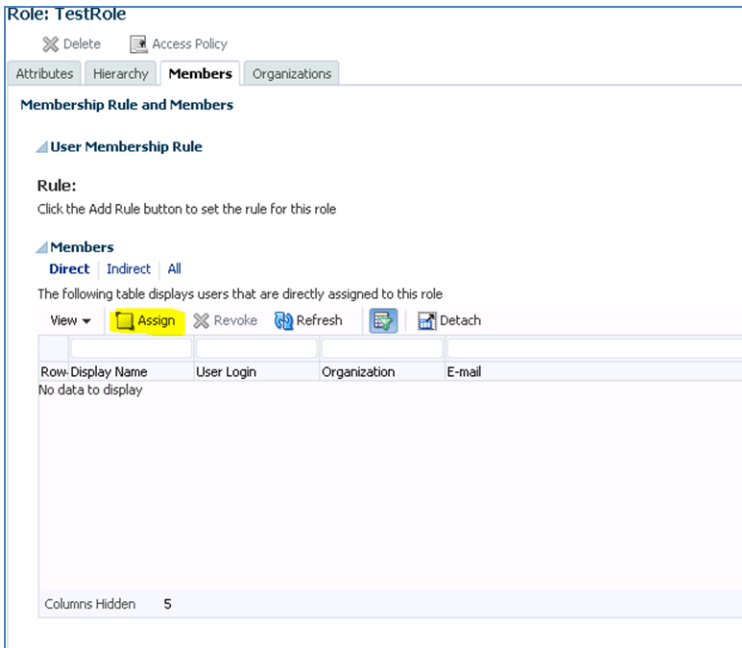 Role: TestRole
Delete Access Policy
Attributes Hierarchy Members Organizations
Membership Rule and Members
User Membership Rule
Rule:
Click the Add Rule button to set the rule for this role
Members
Direct Indirect All
The following table displays users that are directly assigned to this role
View Assign Revoke Refresh Detach
Row Display Name User Login Organization E-mail
No data to display
Columns Hidden 5